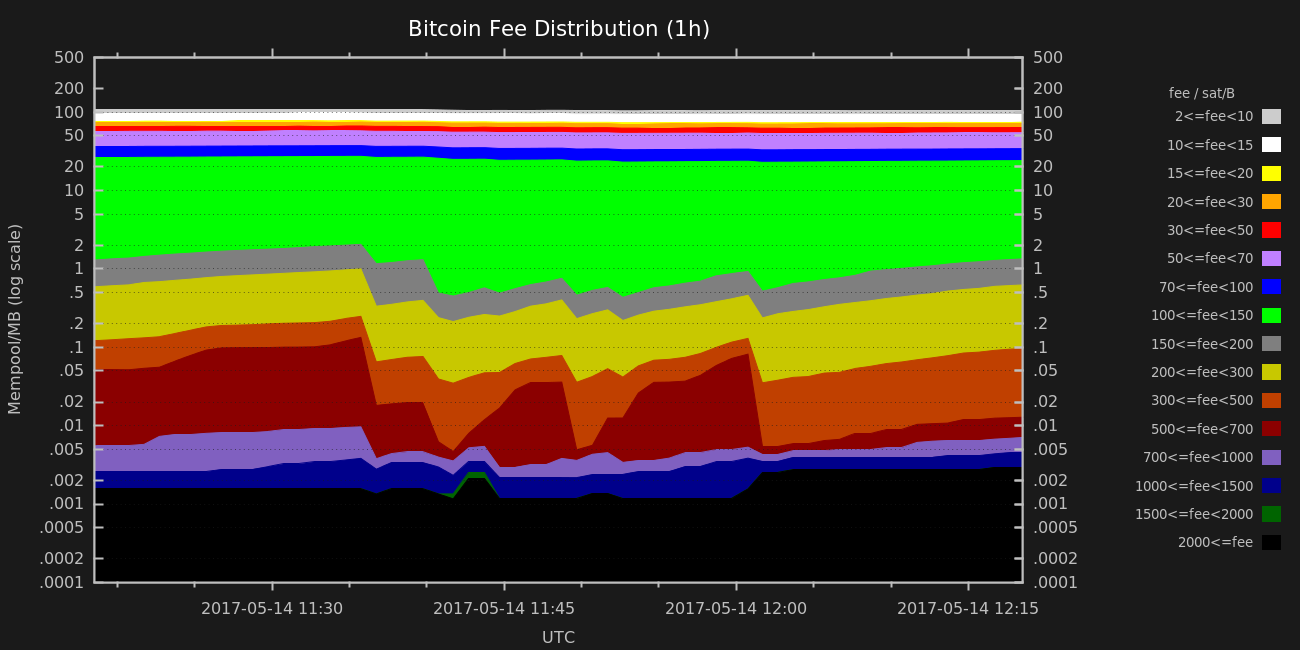 Bitcoin Fee Distribution (1h)
500 500
200 200
100 100
50 50
20 20
10 10
5 5
2 2
1 1
.5 .5
.2 .2
.1 .1
.05 .05
.02 .02
.01 .01
.005 .005
.002 .002
.001 .001
.0005 .0005
.0002 .0002
.0001 .0001
Mempool/MB (log scale)
2017-05-14 11:30 2017-05-14 11:45 2017-05-14 12:00 2017-05-14 12:15
UTC
fee / sat/B
2<=fee<10
10<=fee<15
15<=fee<20
20<=fee<30
30<=fee<50
50<=fee<70
70<=fee<100
100<=fee<150
150<=fee<200
200<=fee<300
300<=fee<500
500<=fee<700
700<=fee<1000
1000<=fee<1500
1500<=fee<2000
2000<=fee